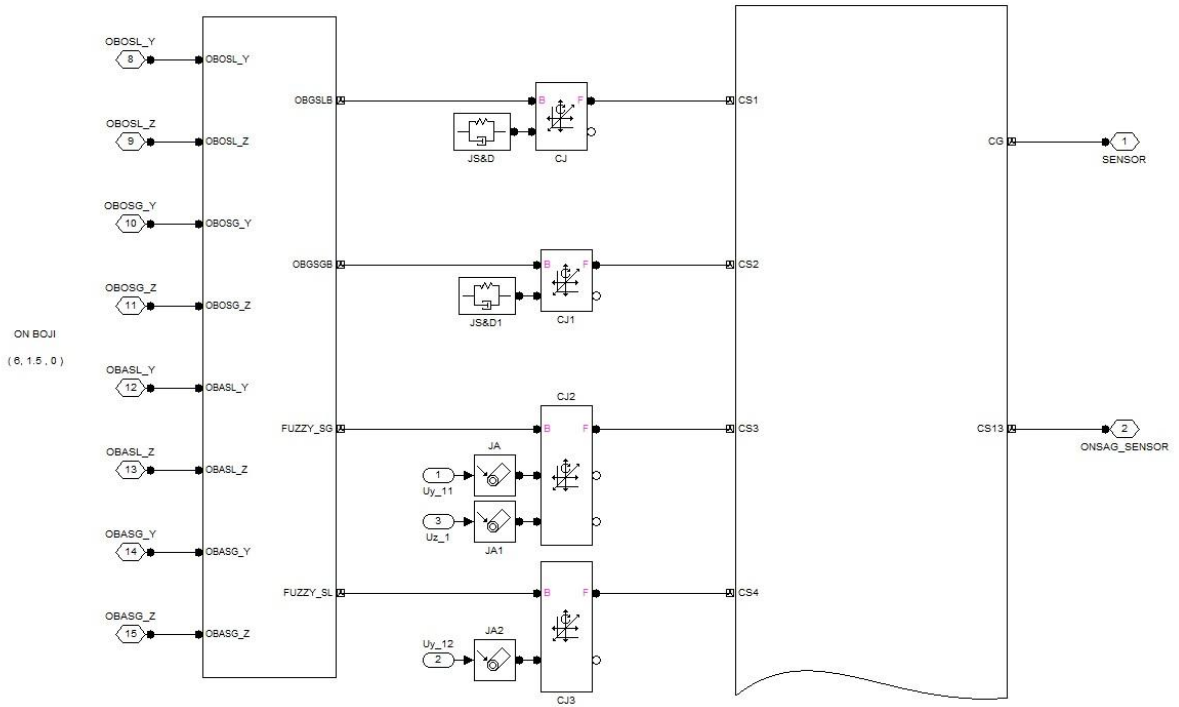 OBOSL_Y
8
OBOSL_Y
OBOSL_Z
9
OBOSL_Z
OBOSG_Y
10
OBOSG_Y
OBOSG_Z
11
OBOSG_Z
ON BOJI
( 6, 1.5 , 0 )
OBASL_Y
12
OBASL_Y
OBASL_Z
13
OBASL_Z
OBASG_Y
14
OBASG_Y
OBASG_Z
15
OBASG_Z
OBGSLB
B F
CS1
JS&D
CJ
OBGSGB
B F
CS2
JS&D1
CJ1
CJ2
FUZZY_SG
B F
CS3
JA
1
Uy_11
3
Uz_1
JA1
FUZZY_SL
B F
CS4
Uy_12
2
JA2
CJ3
CG
1
SENSOR
CS13
2
ONSAG_SENSOR